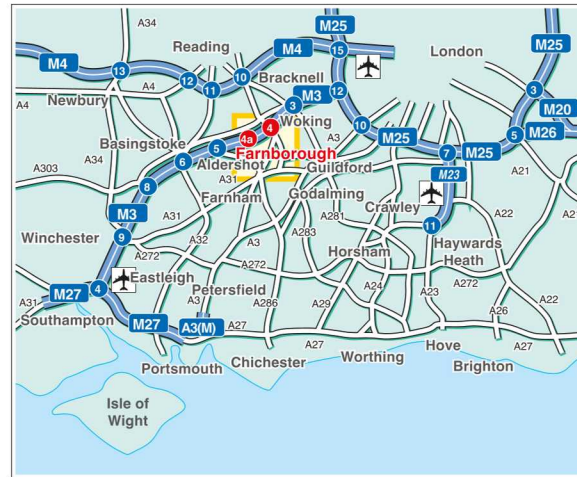 A34
M25
M25
Reading
M4
15
London
M4
13
12
10
A4
11
Bracknell
12
3
A4
3
M3
M20
Newbury
4
Woking
10
5
M26
Basingstoke
4a
A3
M25
5
Farnborough
7
M25
A21
A34
6
Aldershot
Guildford
A303
A31
M23
8
Farnham
Godalming
A22
M3
A31
A281
Crawley
A21
11
Winchester
9
A32
A3
A283
Haywards
Heath
A272
Horsham
Eastleigh
A272
A24
M27
4
Petersfield
A23
A272
A31
A3
A286
A29
A22
Southampton
A26
M27
A3(M)
A27
A27
Hove
A27
Portsmouth
Chichester
Worthing
Brighton
Isle of
Wight